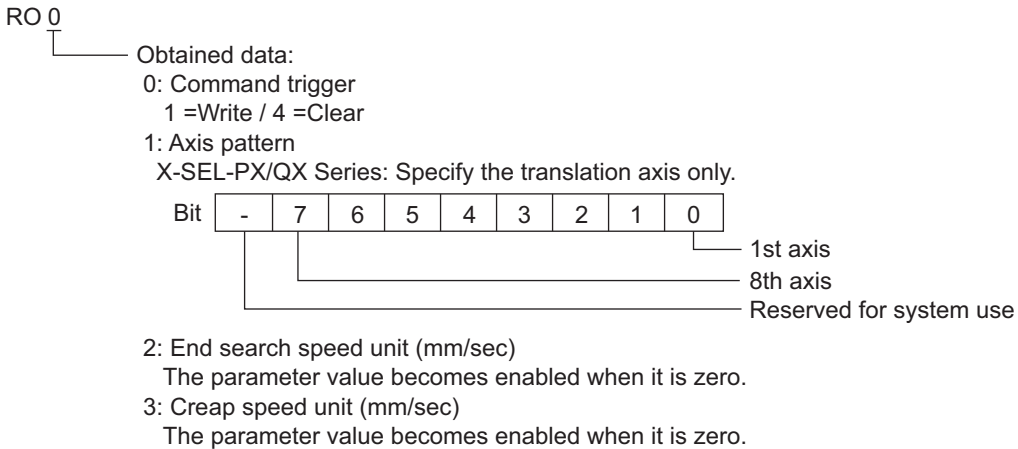 RO 0
Obtained data:
0: Command trigger
1 =Write / 4 =Clear
1: Axis pattern
X-SEL-PX/QX Series: Specify the translation axis only.
Bit - 7 6 5 4 3 2 1 0
1st axis
8th axis
Reserved for system use
2: End search speed unit (mm/sec)
The parameter value becomes enabled when it is zero.
3: Creap speed unit (mm/sec)
The parameter value becomes enabled when it is zero.